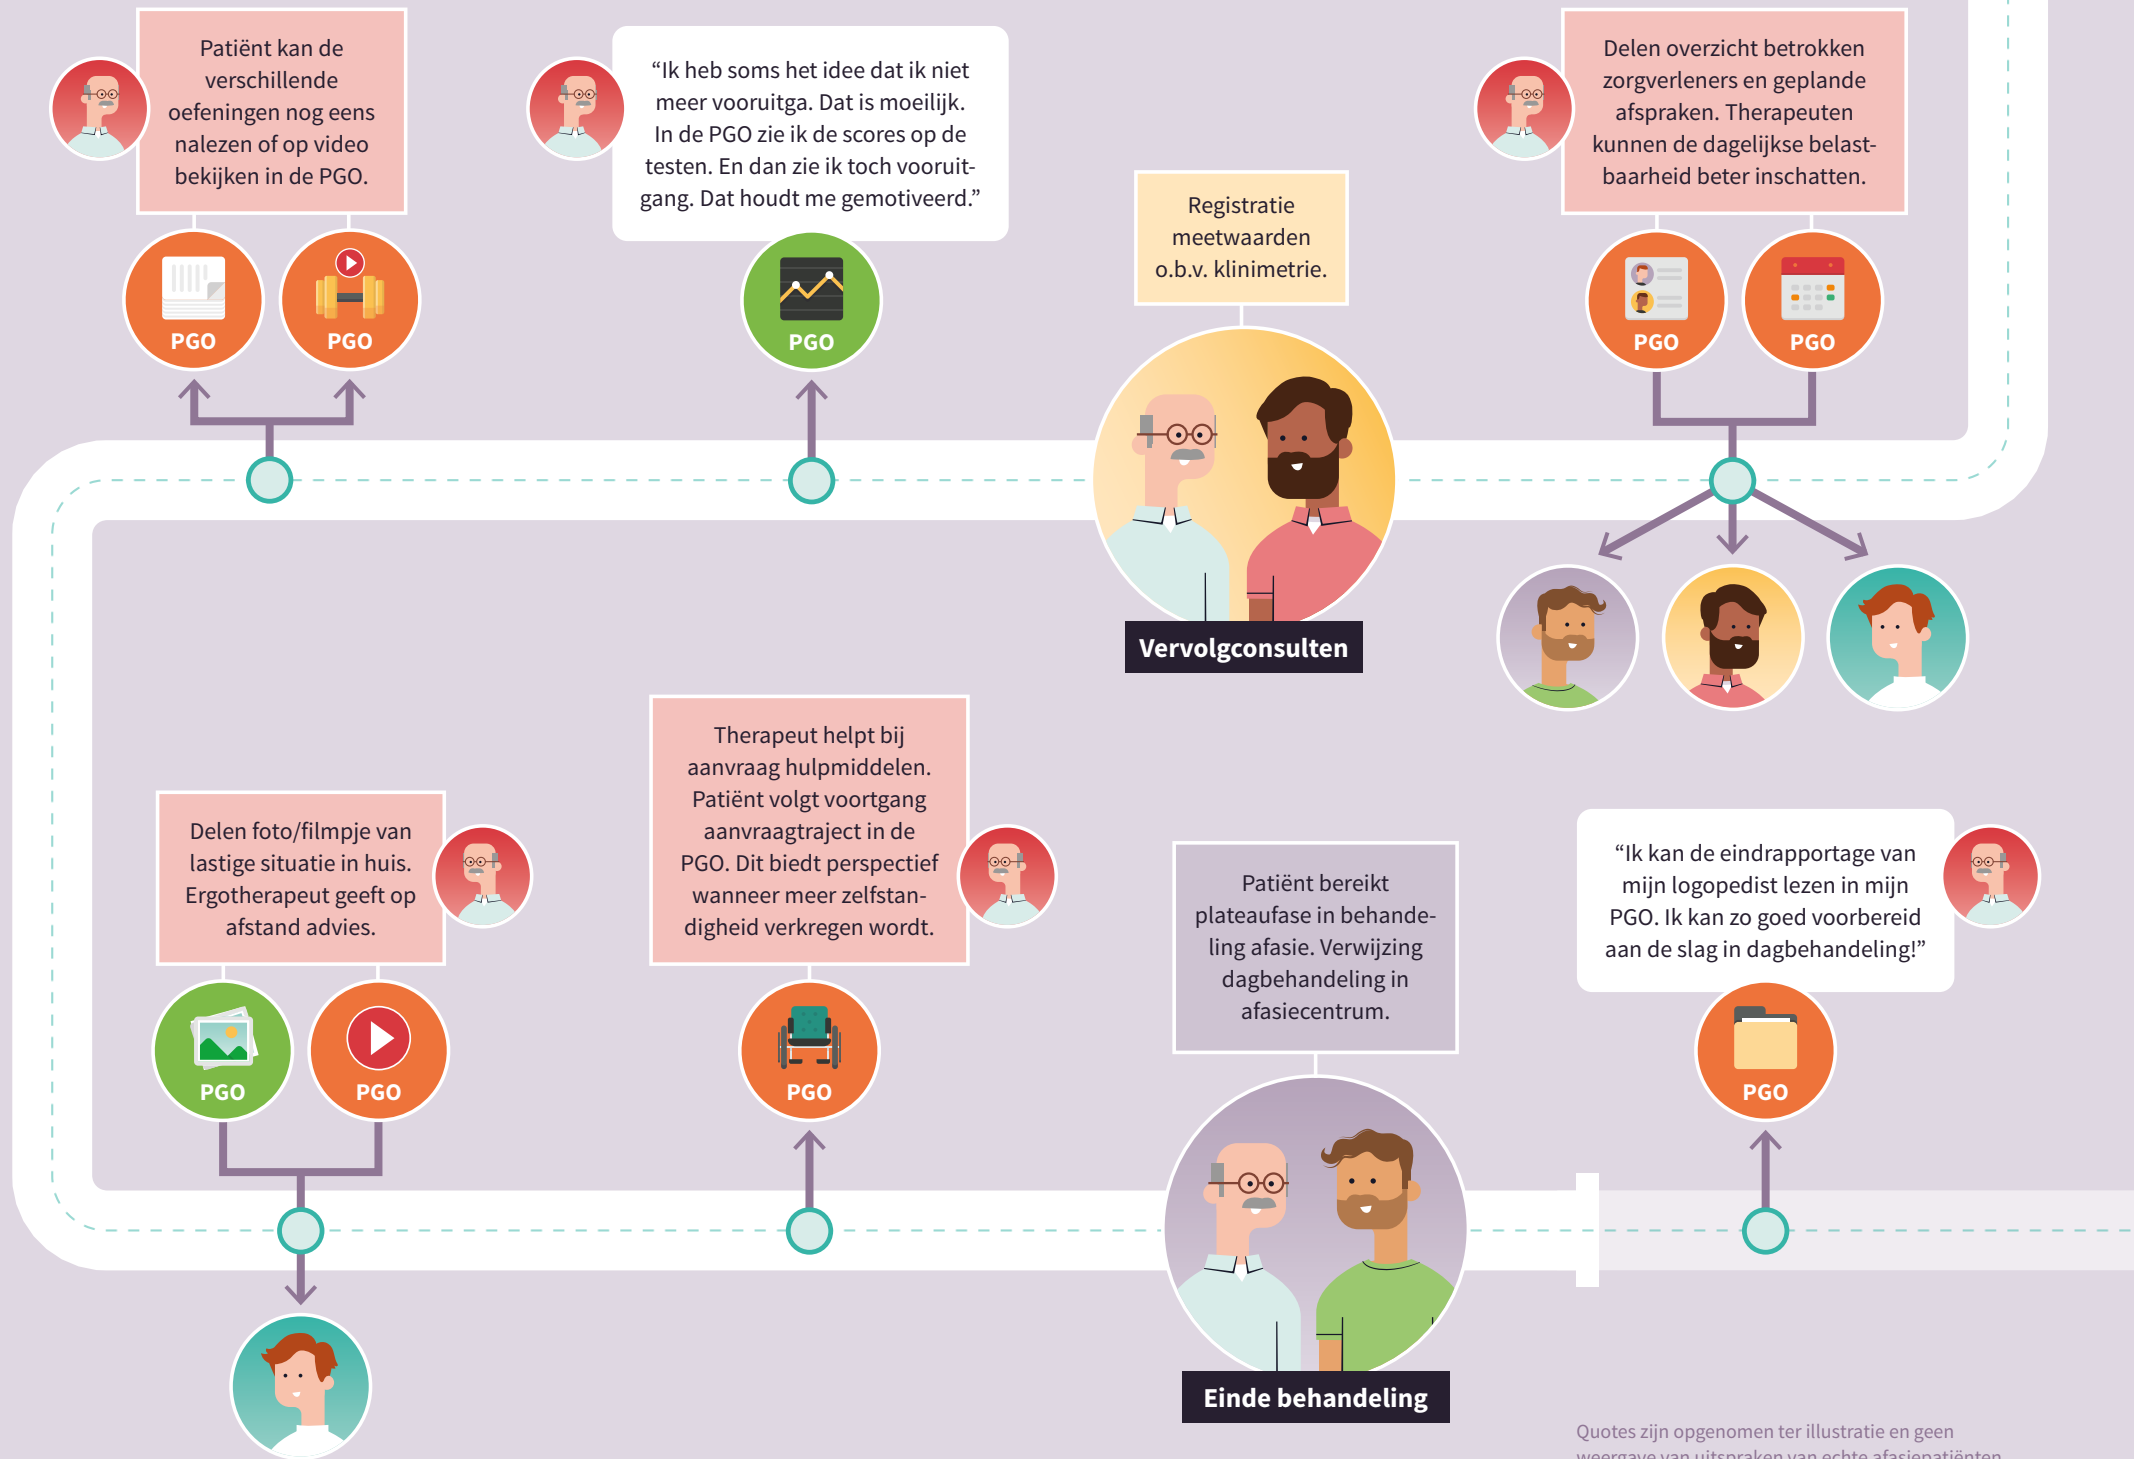 Patiënt kan de
verschillende
oefeningen nog eens
nalezen of op video
bekijken in de PGO.
PGO
PGO
“Ik heb soms het idee dat ik niet
meer vooruitga. Dat is moeilijk.
In de PGO zie ik de scores op de
testen. En dan zie ik toch vooruit-
gang. Dat houdt me gemotiveerd.”
PGO
Registratie
meetwaarden
o.b.v. klinimetrie.
Vervolgconsulten
Delen overzicht betrokken
zorgverleners en geplande
afspraken. Therapeuten
kunnen de dagelijkse belast-
baarheid beter inschatten.
PGO
PGO
Delen foto/filmpje van
lastige situatie in huis.
Ergotherapeut geeft op
afstand advies.
PGO
PGO
Therapeut helpt bij
aanvraag hulpmiddelen.
Patiënt volgt voortgang
aanvraagtraject in de
PGO. Dit biedt perspectief
wanneer meer zelfstan-
digheid verkregen wordt.
PGO
Patiënt bereikt
plateaufase in behande-
ling afasie. Verwijzing
dagbehandeling in
afasiecentrum.
Einde behandeling
“Ik kan de eindrapportage van
mijn logopedist lezen in mijn
PGO. Ik kan zo goed voorbereid
aan de slag in dagbehandeling!”
PGO
Quotes zijn opgenomen ter illustratie en geen
weergave van uitspraken van echte afasiepatiënten